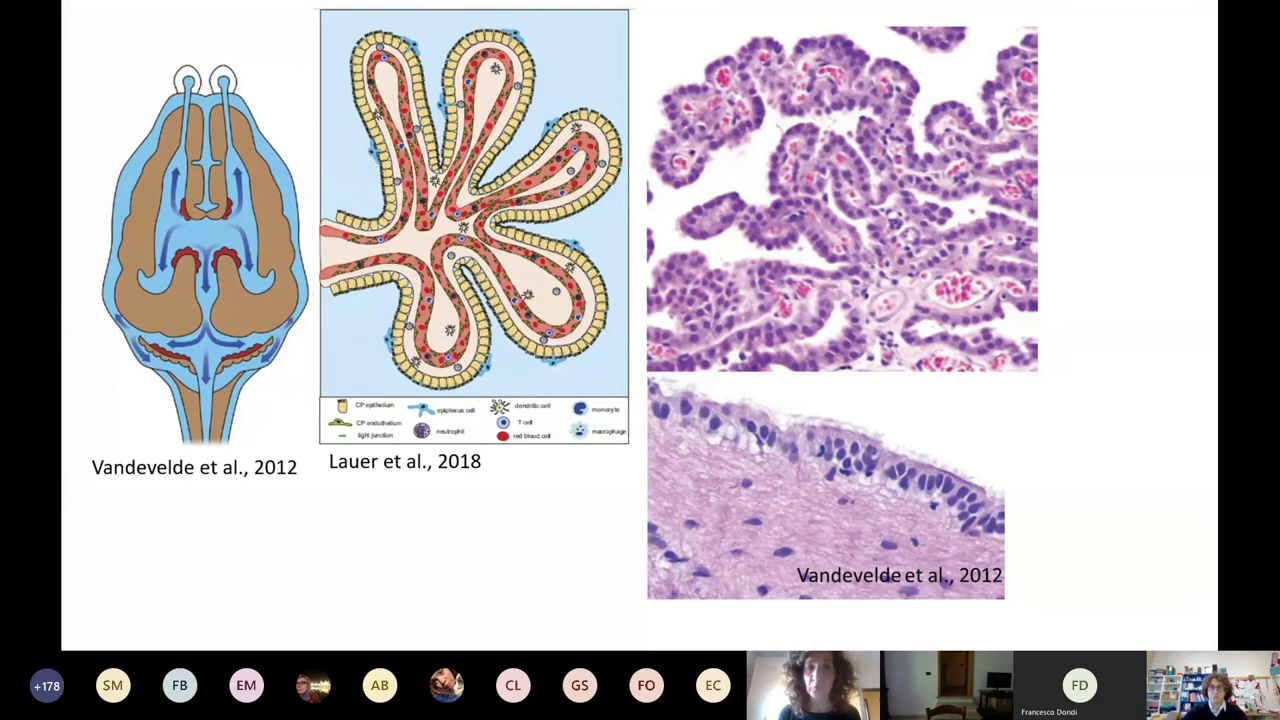 CP epithelium
CP endothelium
tight junction
epiplexus cell
neutrophil
dendritic cell
T cell
red blood cell
monocyte
macrophage
Vandevelde et al., 2012
Lauer et al., 2018
Vandevelde et al., 2012
+178
SM
FB
EM
AB
CL
GS
FO
EC
FD
Francesco Dondi